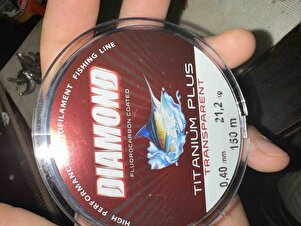 HIGH PERFORMANCE MONOFILAMENT FISHING LINE
DIAMOND
FLUOROCARBON COATED
TITANIUM PLUS
TRANSPARENT
21,2 kg
0.40 mm 150 m